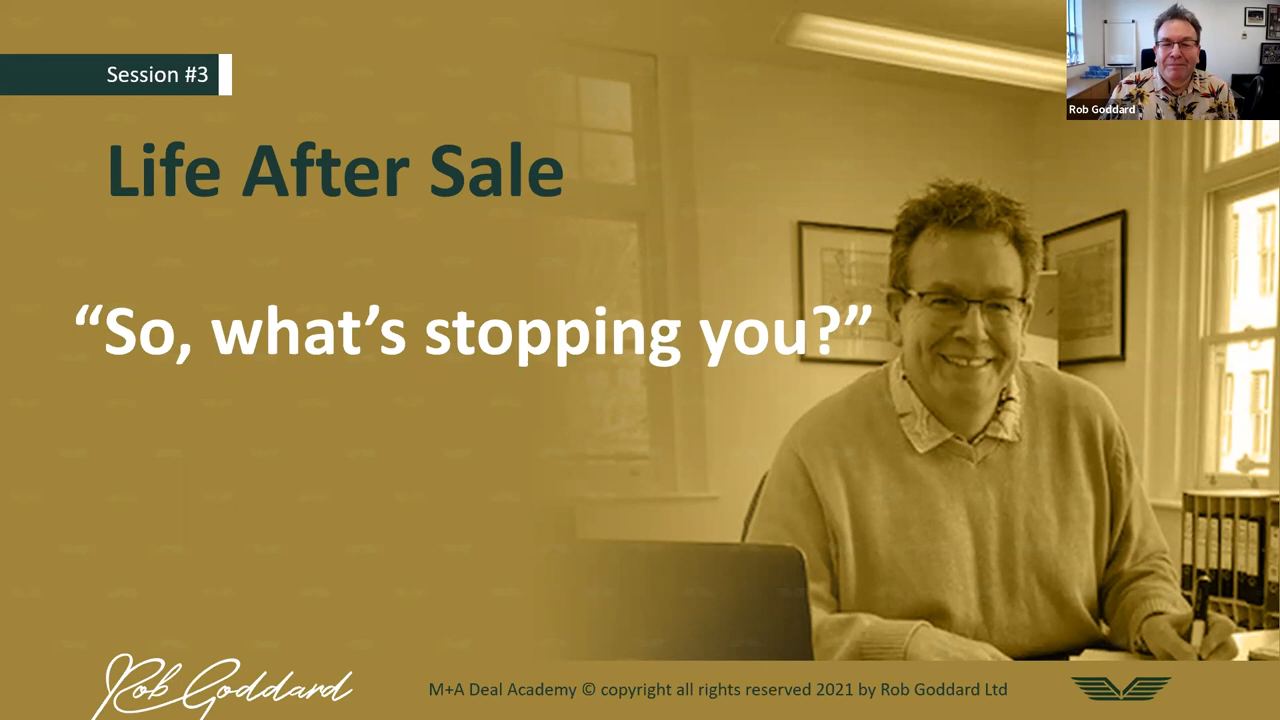 Session #3
Rob Goddard
Life After Sale
“So, what’s stopping you?”
Rob Goddard
M+A Deal Academy © copyright all rights reserved 2021 by Rob Goddard Ltd